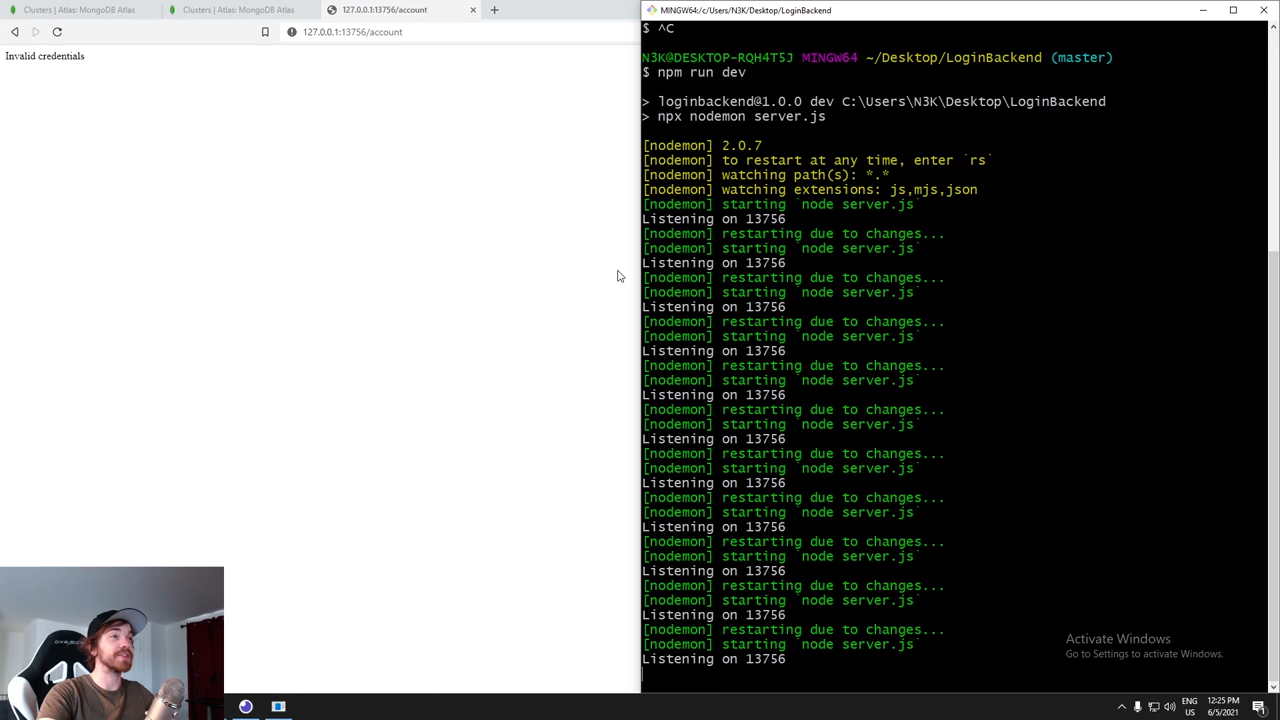 Clusters | Atlas: MongoDB Atlas
Clusters | Atlas: MongoDB Atlas
127.0.0.1:13756/account
127.0.0.1:13756/account
Invalid credentials
MINGW64:/c/Users/N3K/Desktop/LoginBackend
$ ^C
N3K@DESKTOP-RQH4T5J MINGW64 ~/Desktop/LoginBackend (master)
$ npm run dev
> loginbackend@1.0.0 dev C:\Users\N3K\Desktop\LoginBackend
> npx nodemon server.js
[nodemon] 2.0.7
[nodemon] to restart at any time, enter `rs`
[nodemon] watching path(s): *.*
[nodemon] watching extensions: js,mjs,json
[nodemon] starting `node server.js`
Listening on 13756
[nodemon] restarting due to changes...
[nodemon] starting `node server.js`
Listening on 13756
[nodemon] restarting due to changes...
[nodemon] starting `node server.js`
Listening on 13756
[nodemon] restarting due to changes...
[nodemon] starting `node server.js`
Listening on 13756
[nodemon] restarting due to changes...
[nodemon] starting `node server.js`
Listening on 13756
[nodemon] restarting due to changes...
[nodemon] starting `node server.js`
Listening on 13756
[nodemon] restarting due to changes...
[nodemon] starting `node server.js`
Listening on 13756
[nodemon] restarting due to changes...
[nodemon] starting `node server.js`
Listening on 13756
[nodemon] restarting due to changes...
[nodemon] starting `node server.js`
Listening on 13756
[nodemon] restarting due to changes...
[nodemon] starting `node server.js`
Listening on 13756
[nodemon] restarting due to changes...
[nodemon] starting `node server.js`
Listening on 13756
Activate Windows
Go to Settings to activate Windows.
ENG
US
12:25 PM
6/5/2021